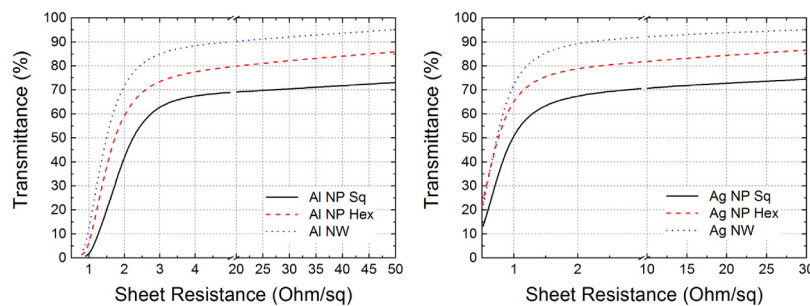 100
90
80
70
60
50
40
30
20
10
0
Transmittance (%)
Al NP Sq
Al NP Hex
Al NW
1 2 3 4 20 25 30 35 40 45 50
Sheet Resistance (Ohm/sq)
100
90
80
70
60
50
40
30
20
10
0
Transmittance (%)
Ag NP Sq
Ag NP Hex
Ag NW
1 2 10 15 20 25 30
Sheet Resistance (Ohm/sq)